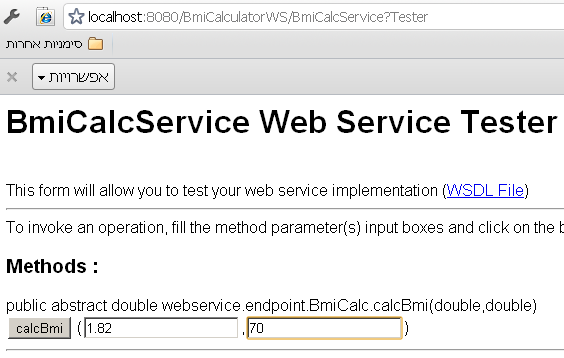 localhost:8080/BmiCalculatorWS/BmiCalcService?Tester
סימניות אחרות
אפשרויות
BmiCalcService Web Service Tester
This form will allow you to test your web service implementation (WSDL File)
To invoke an operation, fill the method parameter(s) input boxes and click on the
Methods :
public abstract double webservice.endpoint.BmiCalc.calcBmi(double,double)
calcBmi ( 1.82 , 70 )